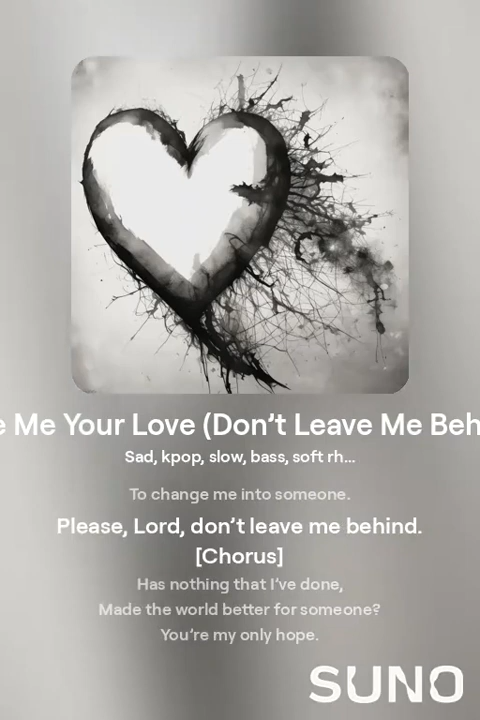 Me Your Love (Don't Leave Me
Sad, kpop, slow, bass, soft rh...
To change me into someone.
Please, Lord, don't leave me behind.
[Chorus]
Has nothing that I've done,
Made the world better for someone?
You're my only hope.
SUNO